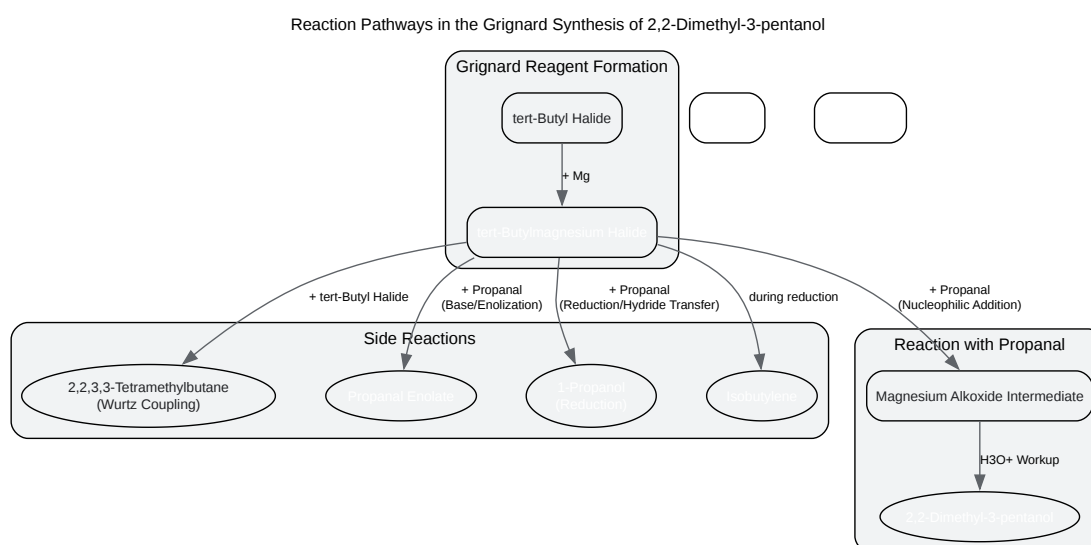 Reaction Pathways in the Grignard Synthesis of 2,2-Dimethyl-3-pentanol
Grignard Reagent Formation
tert-Butyl Halide
+ Mg
tert-Butylmagnesium Halide
+ tert-Butyl Halide
+ Propanal
(Base/Enolization)
+ Propanal
(Reduction/Hydride Transfer)
during reduction
+ Propanal
(Nucleophilic Addition)
Side Reactions
2,2,3,3-Tetramethylbutane
(Wurtz Coupling)
Propanal Enolate
1-Propanol
(Reduction)
Isobutylene
Reaction with Propanal
Magnesium Alkoxide Intermediate
H3O+ Workup
2,2-Dimethyl-3-pentanol